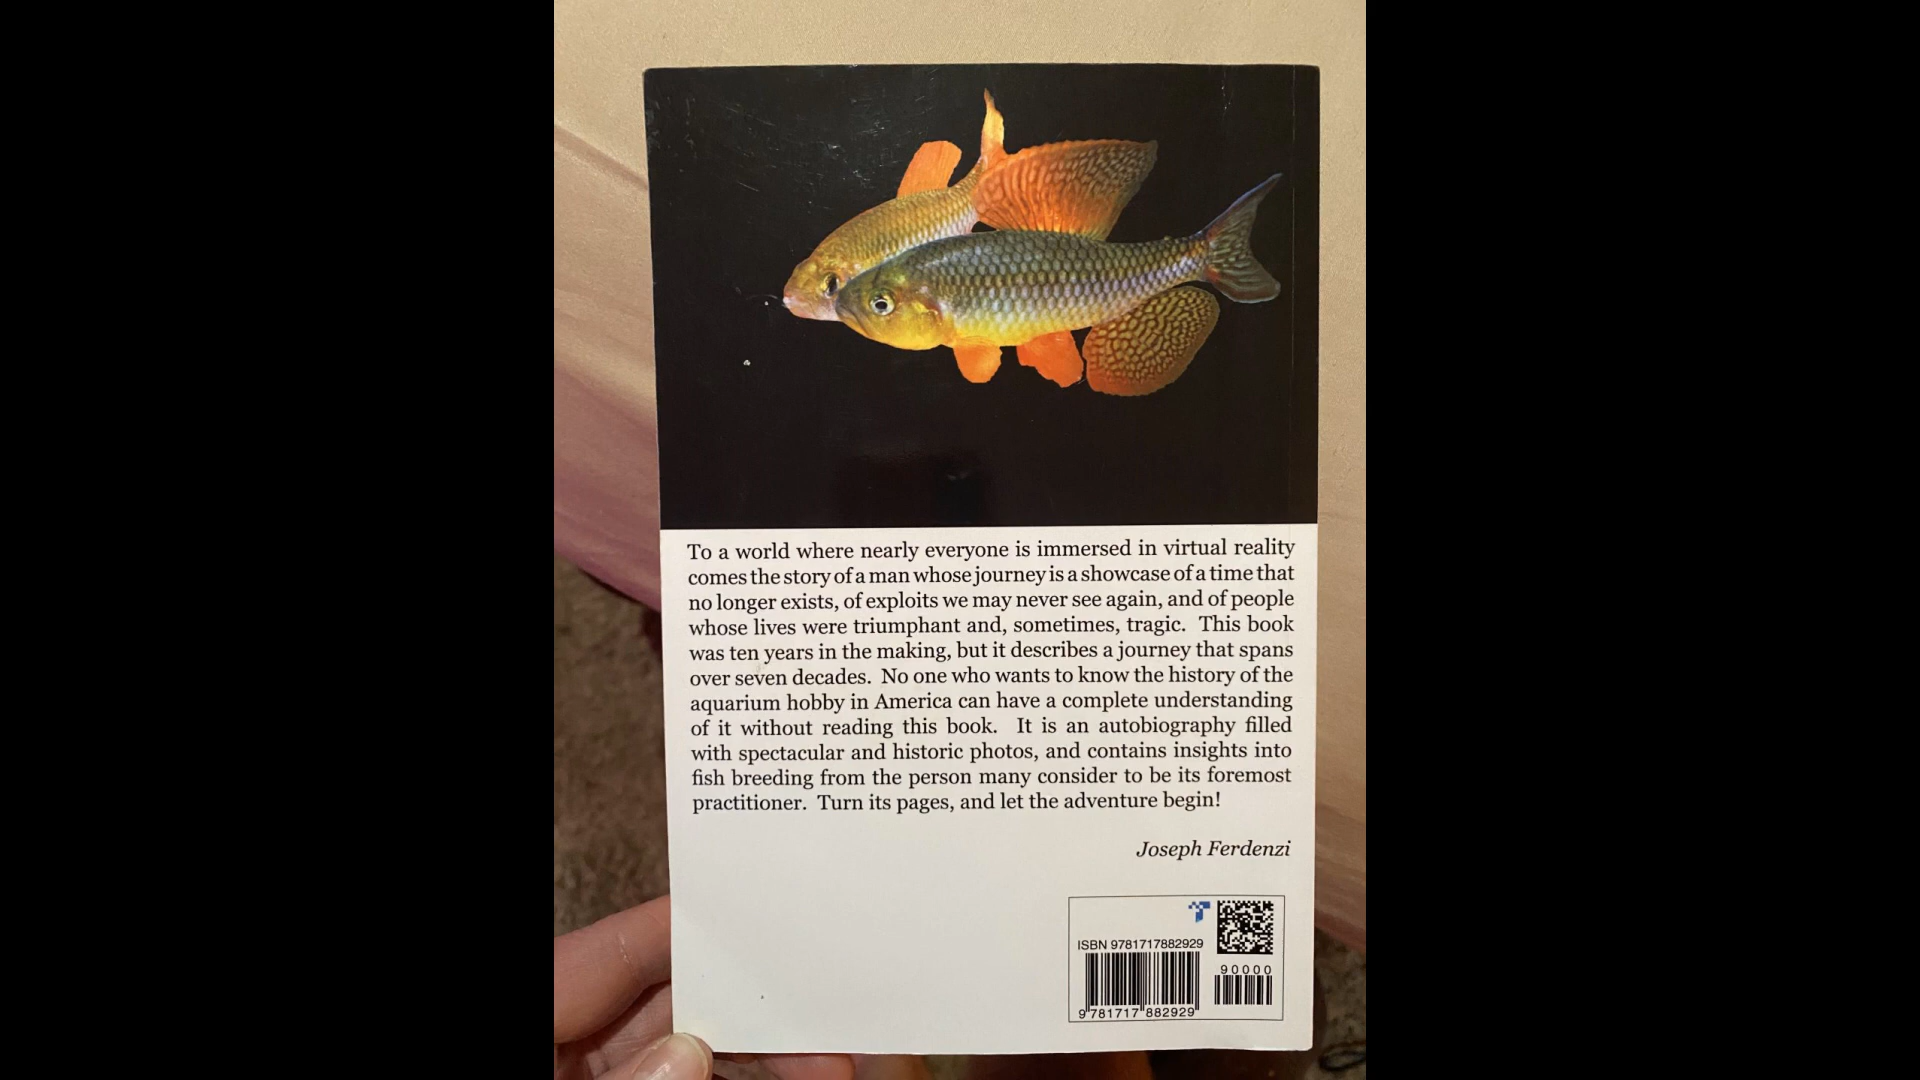 To a world where nearly everyone is immersed in virtual reality
comes the story of a man whose journey is a showcase of a time that
no longer exists, of exploits we may never see again, and of people
whose lives were triumphant and, sometimes, tragic.  This book
was ten years in the making, but it describes a journey that spans
over seven decades.  No one who wants to know the history of the
aquarium hobby in America can have a complete understanding
of it without reading this book.  It is an autobiography filled
with spectacular and historic photos, and contains insights into
fish breeding from the person many consider to be its foremost
practitioner.  Turn its pages, and let the adventure begin!
Joseph Ferdenzi
ISBN 9781717882929
90000
9 781717 882929